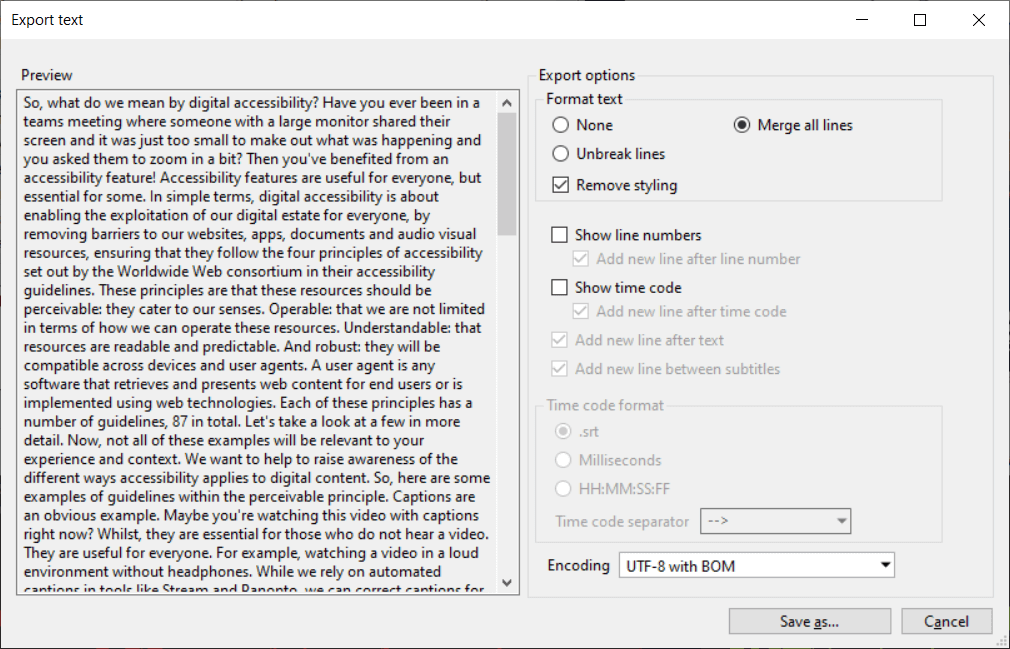 Export text
Preview
So, what do we mean by digital accessibility? Have you ever been in a
teams meeting where someone with a large monitor shared their
screen and it was just too small to make out what was happening and
you asked them to zoom in a bit? Then you've benefited from an
accessibility feature! Accessibility features are useful for everyone, but
essential for some. In simple terms, digital accessibility is about
enabling the exploitation of our digital estate for everyone, by
removing barriers to our websites, apps, documents and audio visual
resources, ensuring that they follow the four principles of accessibility
set out by the Worldwide Web consortium in their accessibility
guidelines. These principles are that these resources should be
perceivable: they cater to our senses. Operable: that we are not limited
in terms of how we can operate these resources. Understandable: that
resources are readable and predictable. And robust: they will be
compatible across devices and user agents. A user agent is any
software that retrieves and presents web content for end users or is
implemented using web technologies. Each of these principles has a
number of guidelines, 87 in total. Let's take a look at a few in more
detail. Now, not all of these examples will be relevant to your
experience and context. We want to help to raise awareness of the
different ways accessibility applies to digital content. So, here are some
examples of guidelines within the perceivable principle. Captions are
an obvious example. Maybe you're watching this video with captions
right now? Whilst, they are essential for those who do not hear a video.
They are useful for everyone. For example, watching a video in a loud
environment without headphones. While we rely on automated
captions in tools like Stream and Panopto, we can correct captions for
Export options
Format text
None
Merge all lines
Unbreak lines
Remove styling
Show line numbers
Add new line after line number
Show time code
Add new line after time code
Add new line after text
Add new line between subtitles
Time code format
.srt
Milliseconds
HH:MM:SS:FF
Time code separator -->
Encoding UTF-8 with BOM
Save as...
Cancel